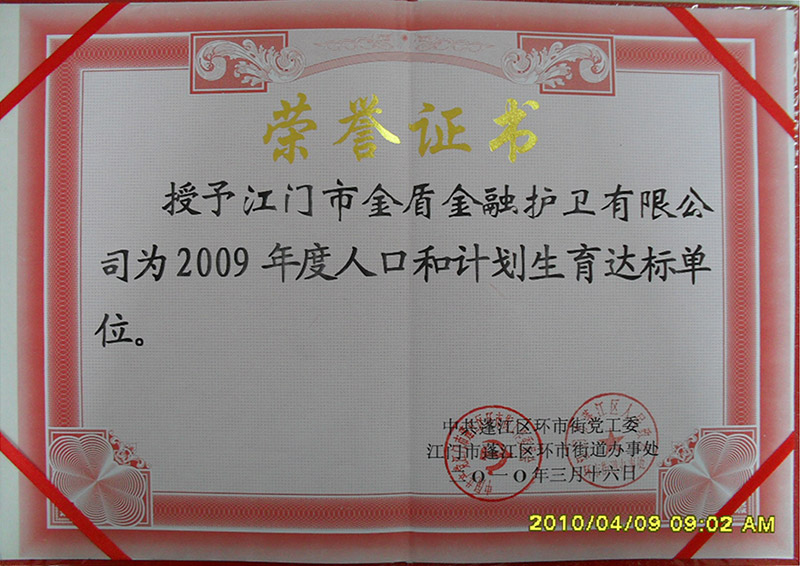 荣誉证书
授予江门市金盾金融护卫有限公
司为2009年度人口和计划生育达标单
位。
中共蓬江区环市街党工委
江门市蓬江区环市街道办事处
二〇一〇年三月十六日
2010/04/09 09:02 AM